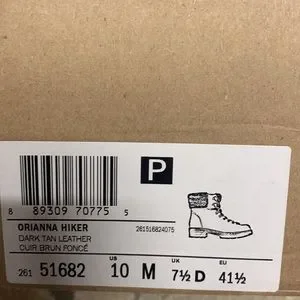 P
8 89309 70775 5
ORIANNA HIKER
261516824075
DARK TAN LEATHER
CUIR BRUN FONCÉ
US UK EUR
261 51682 10 M 7½ D 41½